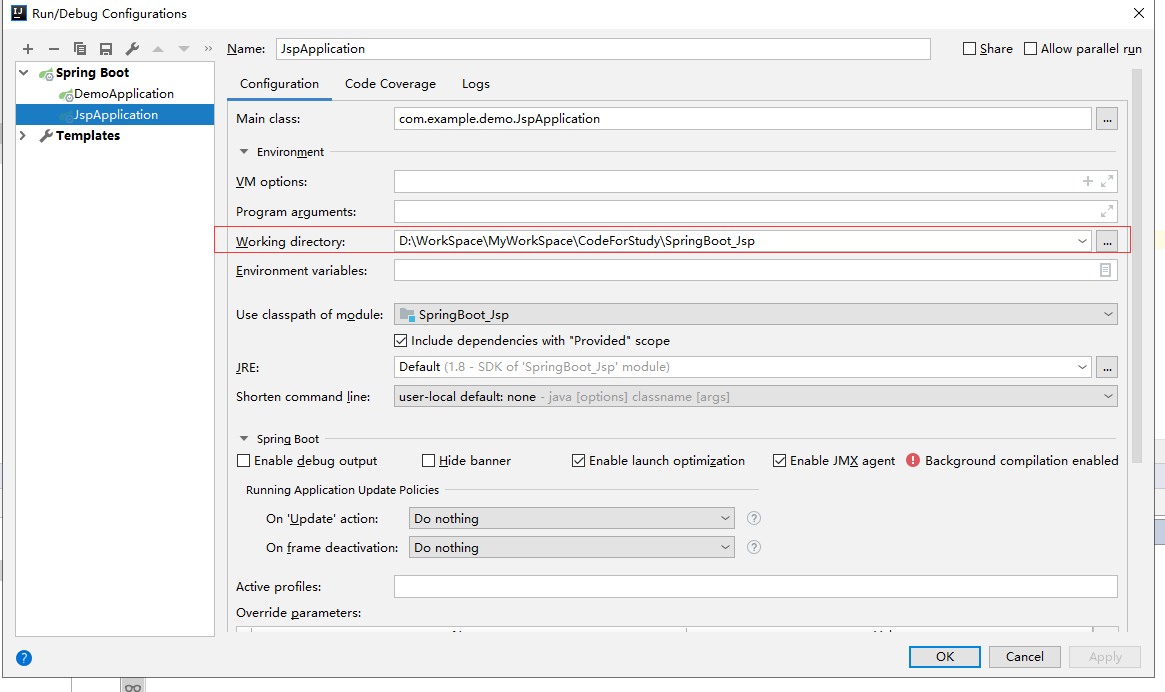 Run/Debug Configurations
Name: JspApplication Share Allow parallel run
Spring Boot
DemoApplication
JspApplication
Templates
Configuration Code Coverage Logs
Main class: com.example.demo.JspApplication ...
Environment
VM options:
Program arguments:
Working directory: D:\WorkSpace\MyWorkSpace\CodeForStudy\SpringBoot_Jsp ...
Environment variables:
Use classpath of module: SpringBoot_Jsp
Include dependencies with "Provided" scope
JRE: Default (1.8 - SDK of 'SpringBoot_Jsp' module) ...
Shorten command line: user-local default: none - java [options] classname [args]
Spring Boot
Enable debug output Hide banner Enable launch optimization Enable JMX agent Background compilation enabled
Running Application Update Policies
On 'Update' action: Do nothing
On frame deactivation: Do nothing
Active profiles:
Override parameters:
OK Cancel Apply